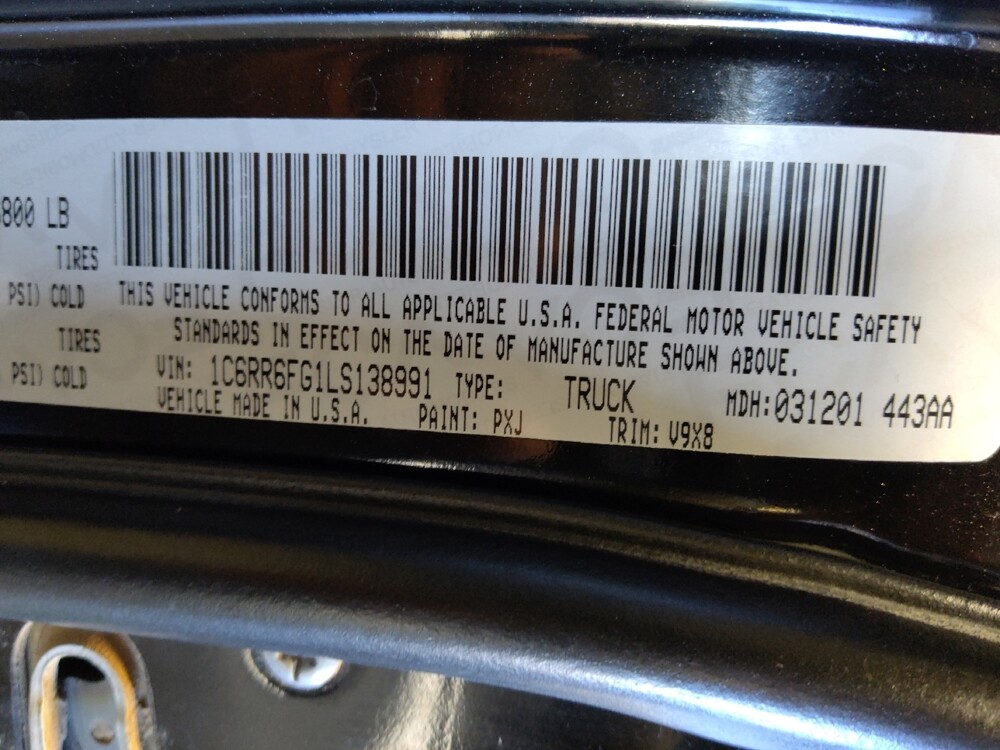 800 LB
TIRES
PSI) COLD
THIS VEHICLE CONFORMS TO ALL APPLICABLE U.S.A. FEDERAL MOTOR VEHICLE SAFETY
TIRES
STANDARDS IN EFFECT ON THE DATE OF MANUFACTURE SHOWN ABOVE.
PSI) COLD
VIN: 1C6RR6FG1LS138991 TYPE: TRUCK MDH:031201 443AA
VEHICLE MADE IN U.S.A. PAINT: PXJ TRIM: V9X8